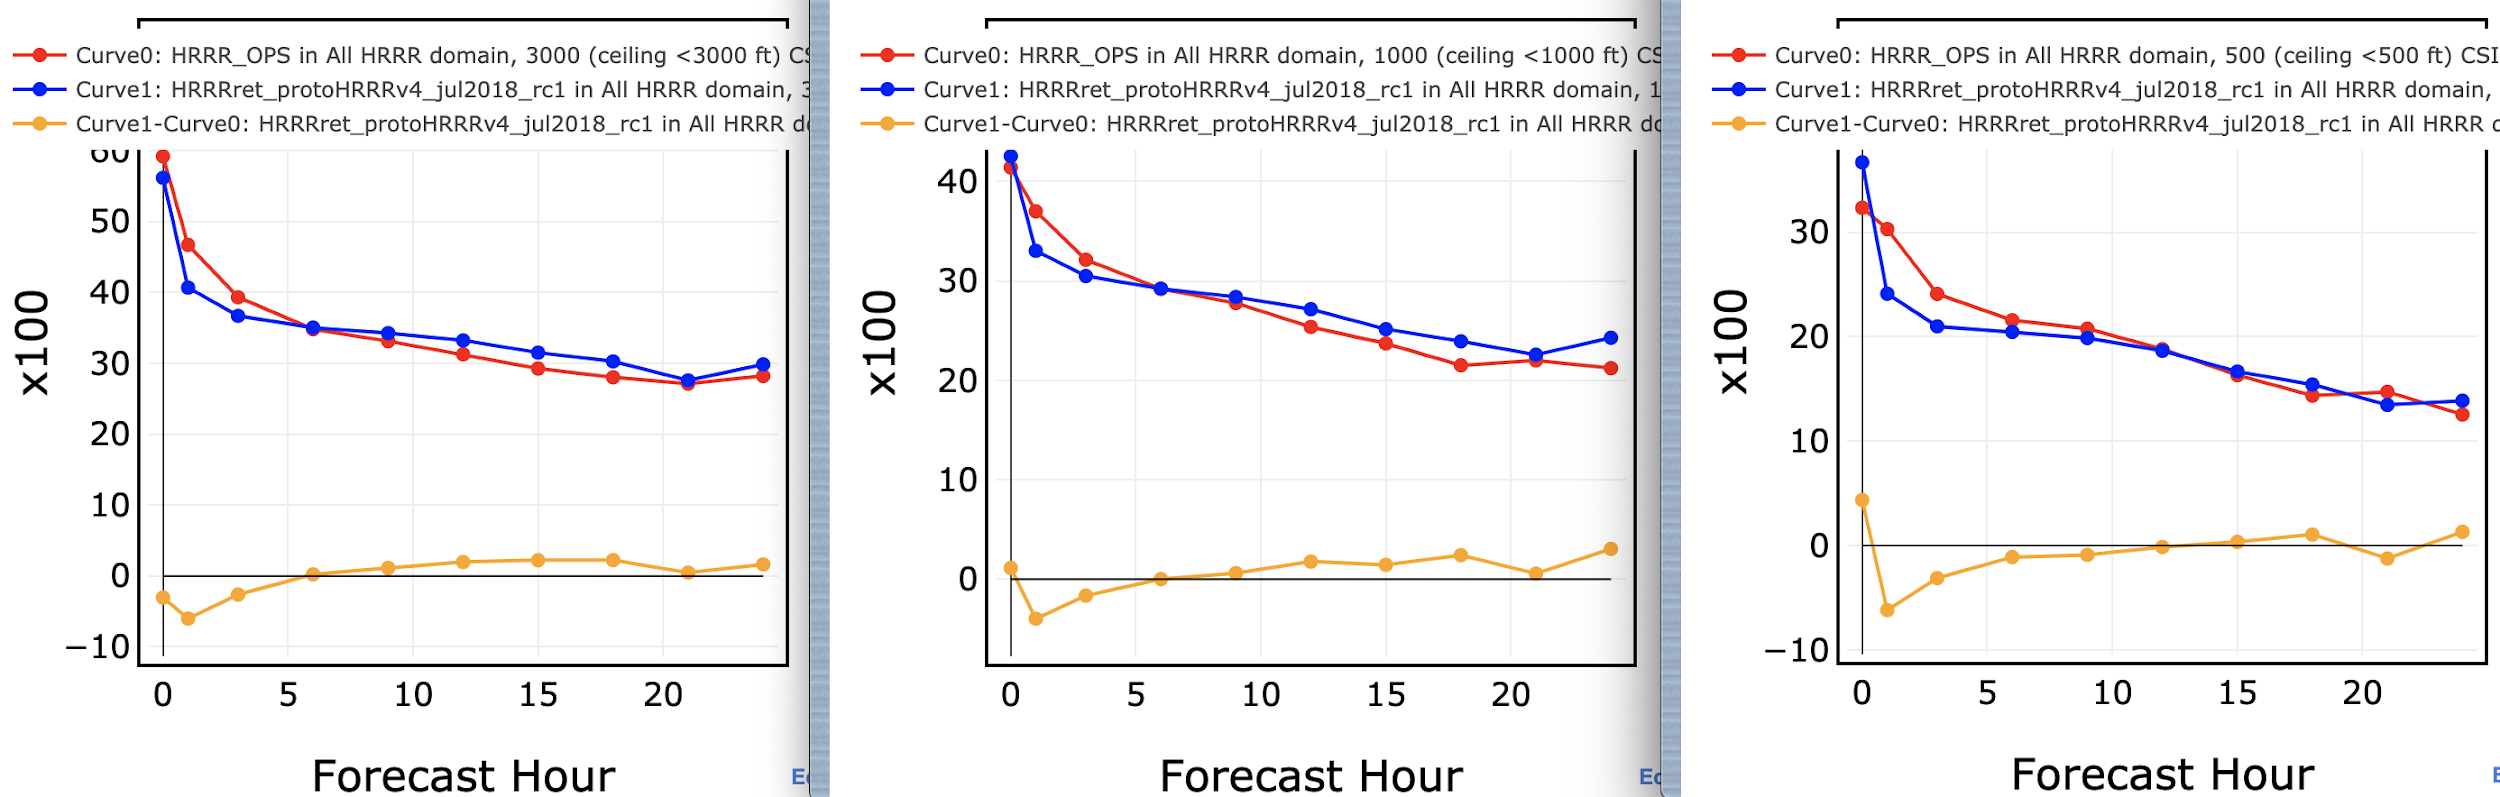 Curve0: HRRR_OPS in All HRRR domain, 3000 (ceiling <3000 ft) CS
Curve1: HRRRret_protoHRRRv4_jul2018_rc1 in All HRRR domain, 3
Curve1-Curve0: HRRRret_protoHRRRv4_jul2018_rc1 in All HRRR
60
50
40
30
20
10
0
−10
x100
0 5 10 15 20
Forecast Hour
Curve0: HRRR_OPS in All HRRR domain, 1000 (ceiling <1000 ft) CS
Curve1: HRRRret_protoHRRRv4_jul2018_rc1 in All HRRR domain, 1
Curve1-Curve0: HRRRret_protoHRRRv4_jul2018_rc1 in All HRRR
40
30
20
10
0
x100
0 5 10 15 20
Forecast Hour
Curve0: HRRR_OPS in All HRRR domain, 500 (ceiling <500 ft) CSI
Curve1: HRRRret_protoHRRRv4_jul2018_rc1 in All HRRR domain,
Curve1-Curve0: HRRRret_protoHRRRv4_jul2018_rc1 in All HRRR
30
20
10
0
−10
x100
0 5 10 15 20
Forecast Hour